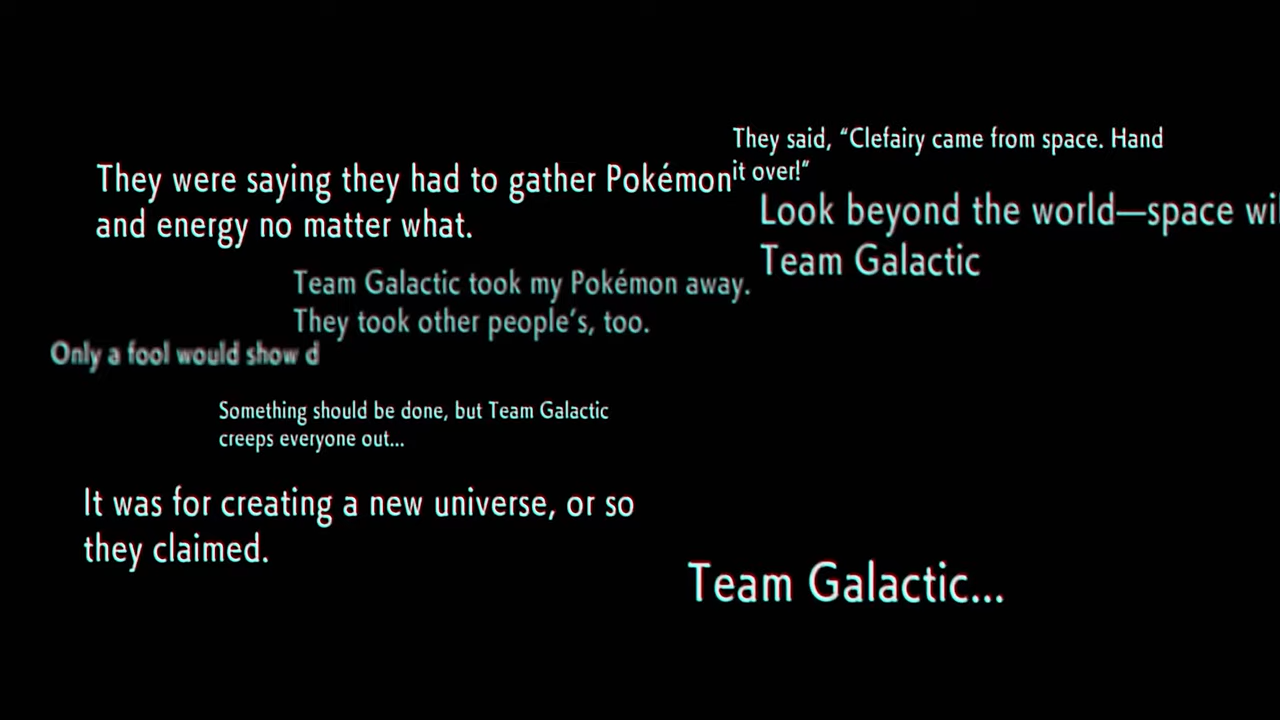 They said, “Clefairy came from space. Hand
it over!”
They were saying they had to gather Pokémon
and energy no matter what.
Look beyond the world—space
Team Galactic
Team Galactic took my Pokémon away.
They took other people’s, too.
Only a fool would show
Something should be done, but Team Galactic
creeps everyone out...
It was for creating a new universe, or so
they claimed.
Team Galactic...